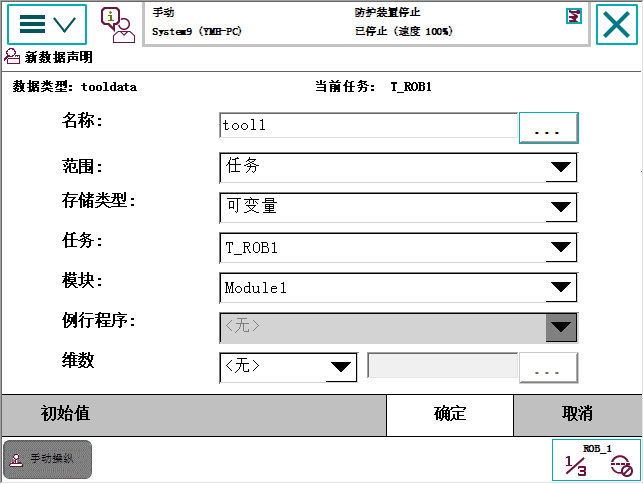 手动
防护装置停止
System9 (YMH-PC)
已停止 (速度 100%)
新数据声明
数据类型: tooldata
当前任务: T_ROB1
名称:
tool1
...
范围:
任务
存储类型:
可变量
任务:
T_ROB1
模块:
Module1
例行程序:
<无>
维数
<无>
...
初始值
确定
取消
手动操纵
ROB_1
1/3